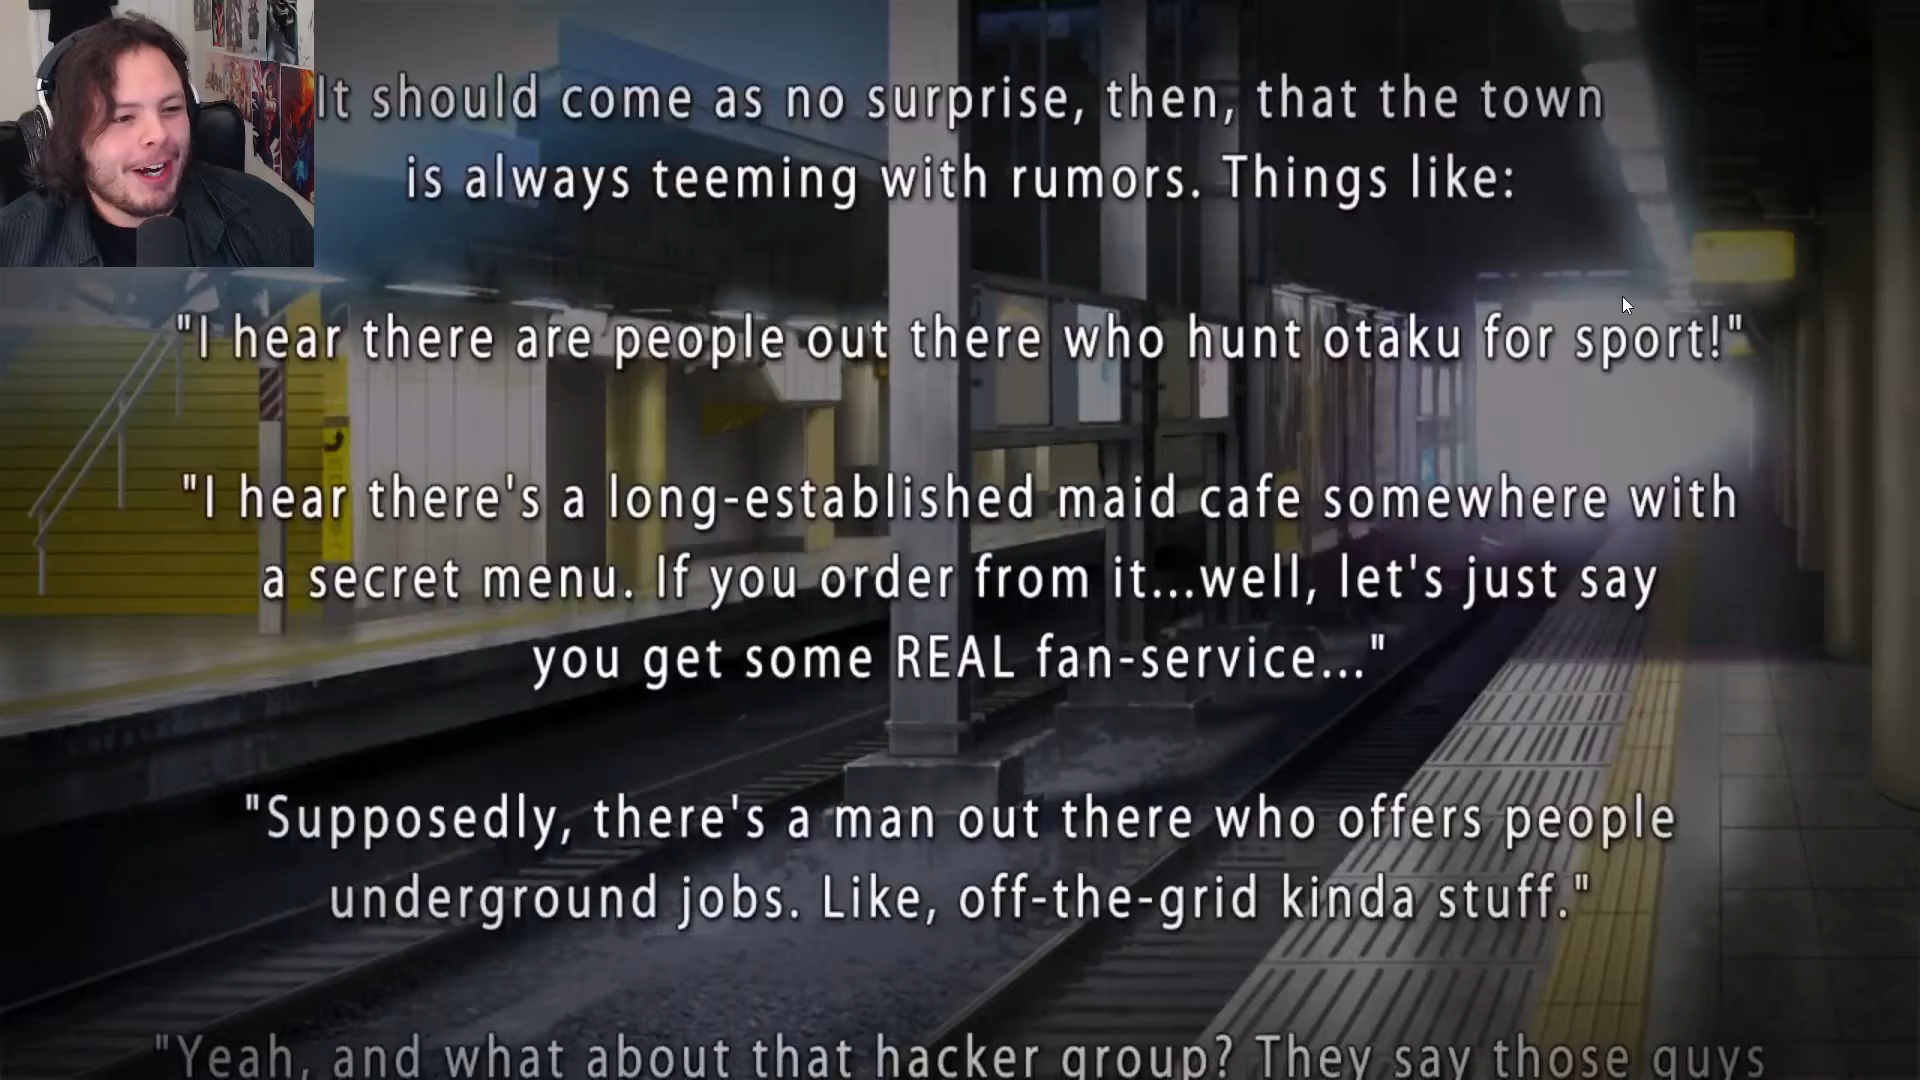 It should come as no surprise, then, that the town
is always teeming with rumors. Things like:
"I hear there are people out there who hunt otaku for sport!"
"I hear there's a long-established maid cafe somewhere with
a secret menu. If you order from it...well, let's just say
you get some REAL fan-service..."
"Supposedly, there's a man out there who offers people
underground jobs. Like, off-the-grid kinda stuff."
"Yeah, and what about that hacker group? They say those guys